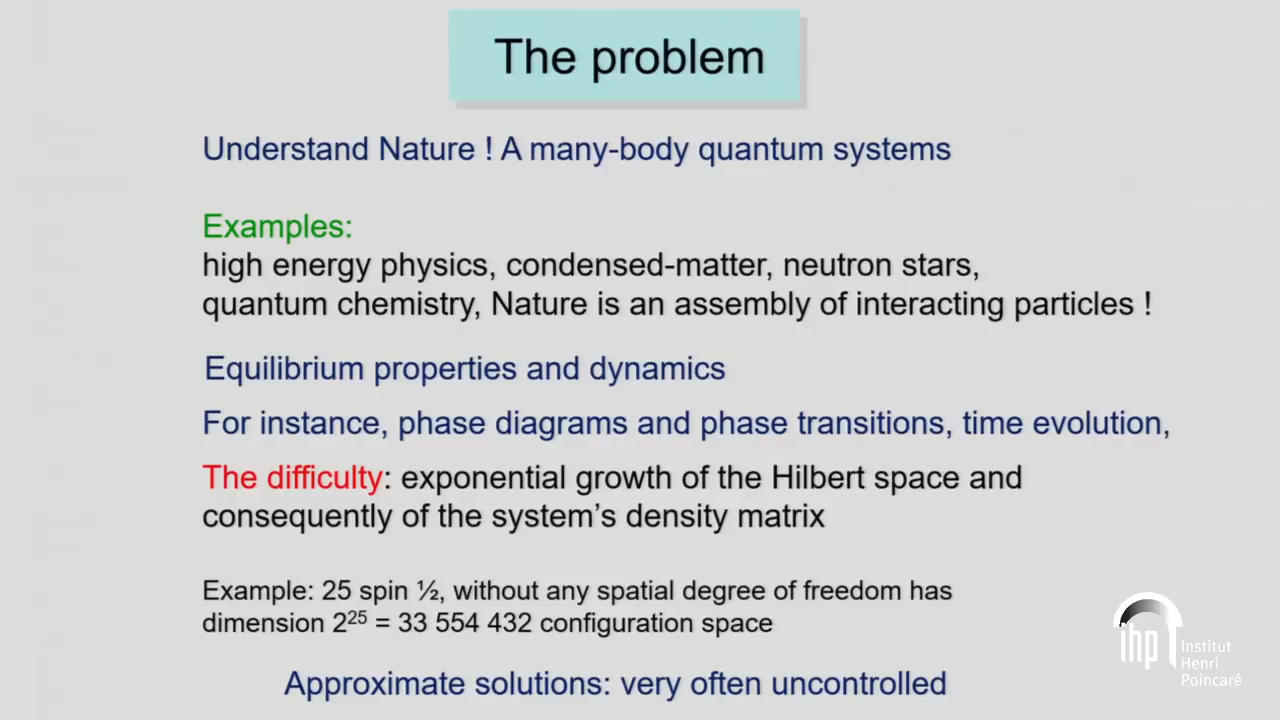 The problem
Understand Nature ! A many-body quantum systems
Examples:
high energy physics, condensed-matter, neutron stars,
quantum chemistry, Nature is an assembly of interacting particles !
Equilibrium properties and dynamics
For instance, phase diagrams and phase transitions, time evolution,
The difficulty: exponential growth of the Hilbert space and
consequently of the system’s density matrix
Example: 25 spin ½, without any spatial degree of freedom has
dimension 2²⁵ = 33 554 432 configuration space
Approximate solutions: very often uncontrolled
ihp
Institut
Henri
Poincaré